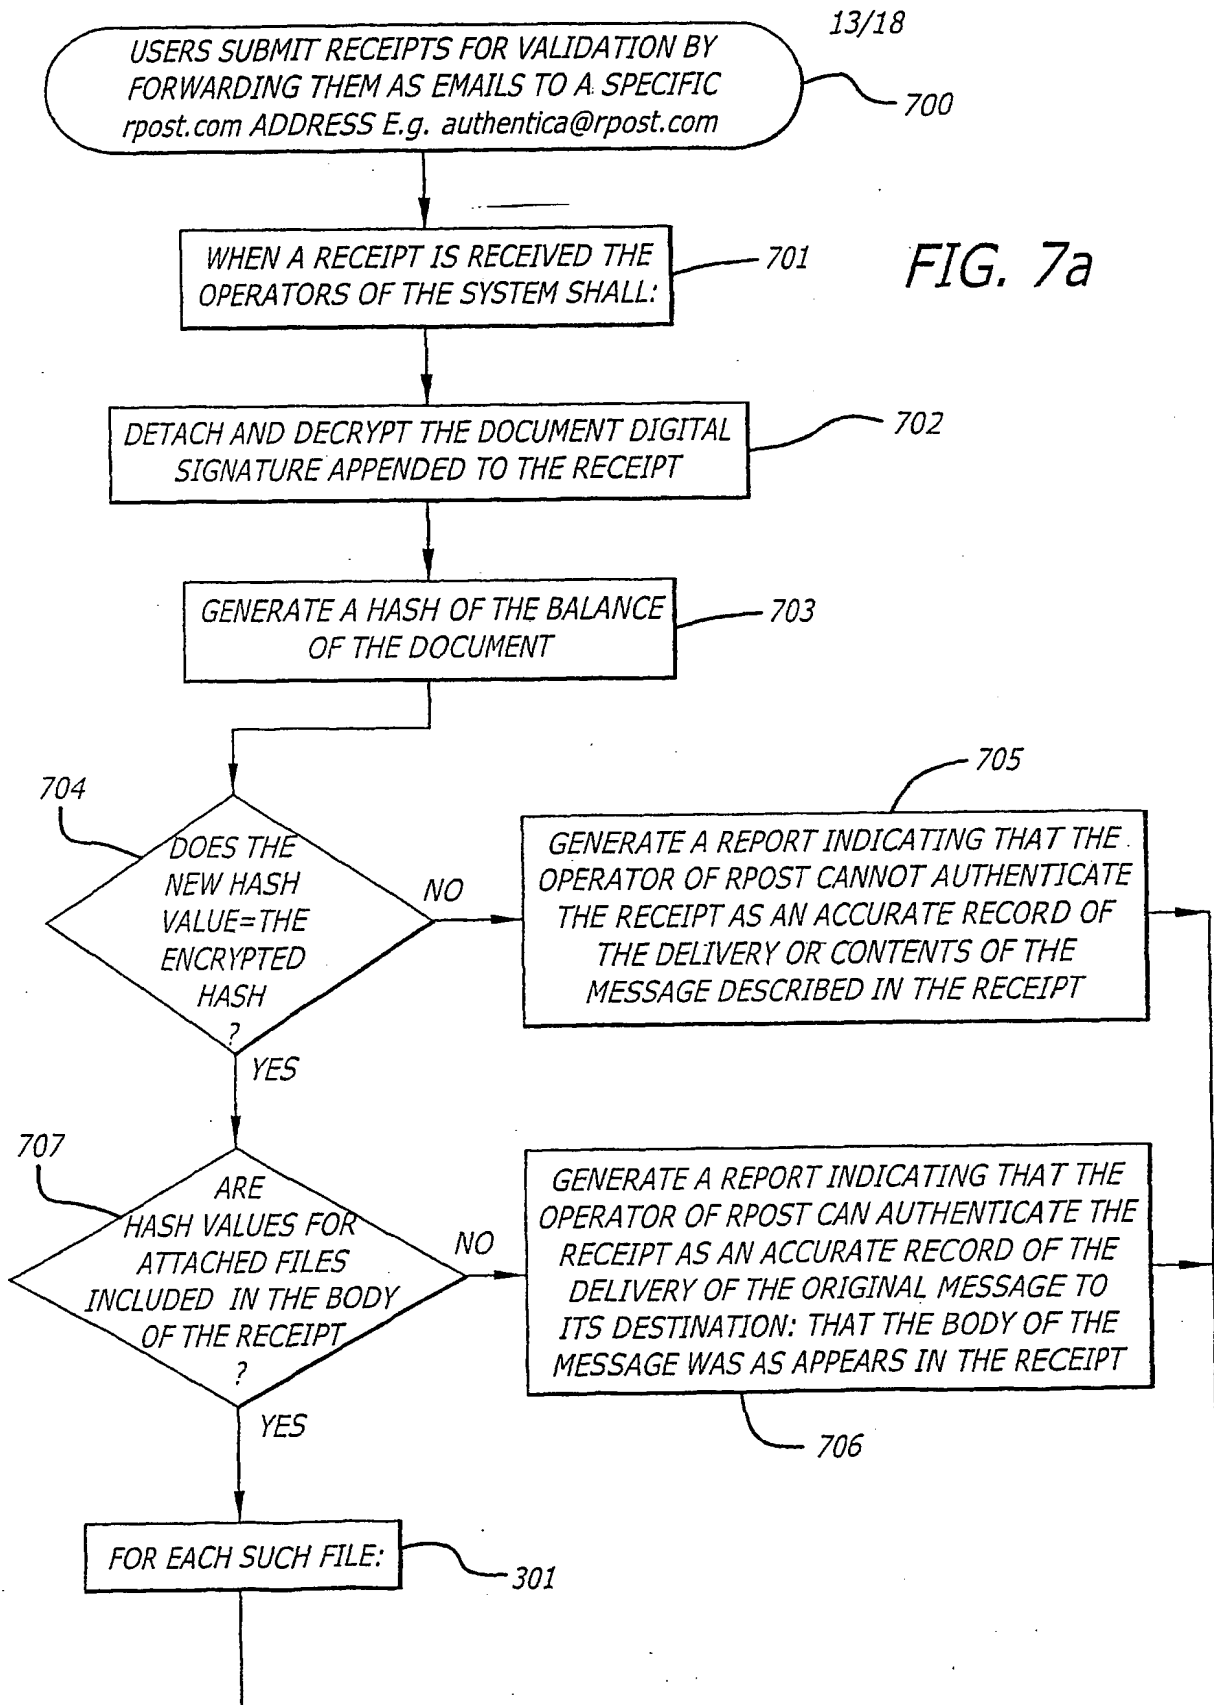 13/18
USERS SUBMIT RECEIPTS FOR VALIDATION BY
FORWARDING THEM AS EMAILS TO A SPECIFIC
rpost.com ADDRESS E.g. authentica@rpost.com
700
FIG. 7a
WHEN A RECEIPT IS RECEIVED THE
OPERATORS OF THE SYSTEM SHALL:
701
DETACH AND DECRYPT THE DOCUMENT DIGITAL
SIGNATURE APPENDED TO THE RECEIPT
702
GENERATE A HASH OF THE BALANCE
OF THE DOCUMENT
703
704
DOES THE
NEW HASH
VALUE=THE
ENCRYPTED
HASH
?
NO
YES
705
GENERATE A REPORT INDICATING THAT THE
OPERATOR OF RPOST CANNOT AUTHENTICATE
THE RECEIPT AS AN ACCURATE RECORD OF
THE DELIVERY OR CONTENTS OF THE
MESSAGE DESCRIBED IN THE RECEIPT
707
ARE
HASH VALUES FOR
ATTACHED FILES
INCLUDED IN THE BODY
OF THE RECEIPT
?
NO
YES
GENERATE A REPORT INDICATING THAT THE
OPERATOR OF RPOST CAN AUTHENTICATE THE
RECEIPT AS AN ACCURATE RECORD OF THE
DELIVERY OF THE ORIGINAL MESSAGE TO
ITS DESTINATION: THAT THE BODY OF THE
MESSAGE WAS AS APPEARS IN THE RECEIPT
706
FOR EACH SUCH FILE:
301